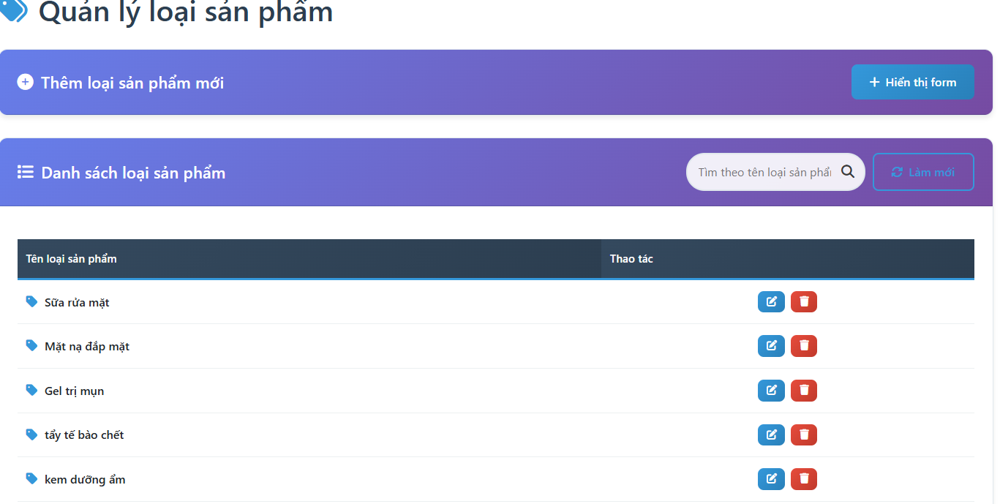 Quản lý loại sản phẩm
Thêm loại sản phẩm mới
Hiển thị form
Danh sách loại sản phẩm
Tìm theo tên loại sản phẩ
Làm mới
Tên loại sản phẩm
Thao tác
Sữa rửa mặt
Mặt nạ đắp mặt
Gel trị mụn
tẩy tế bào chết
kem dưỡng ẩm